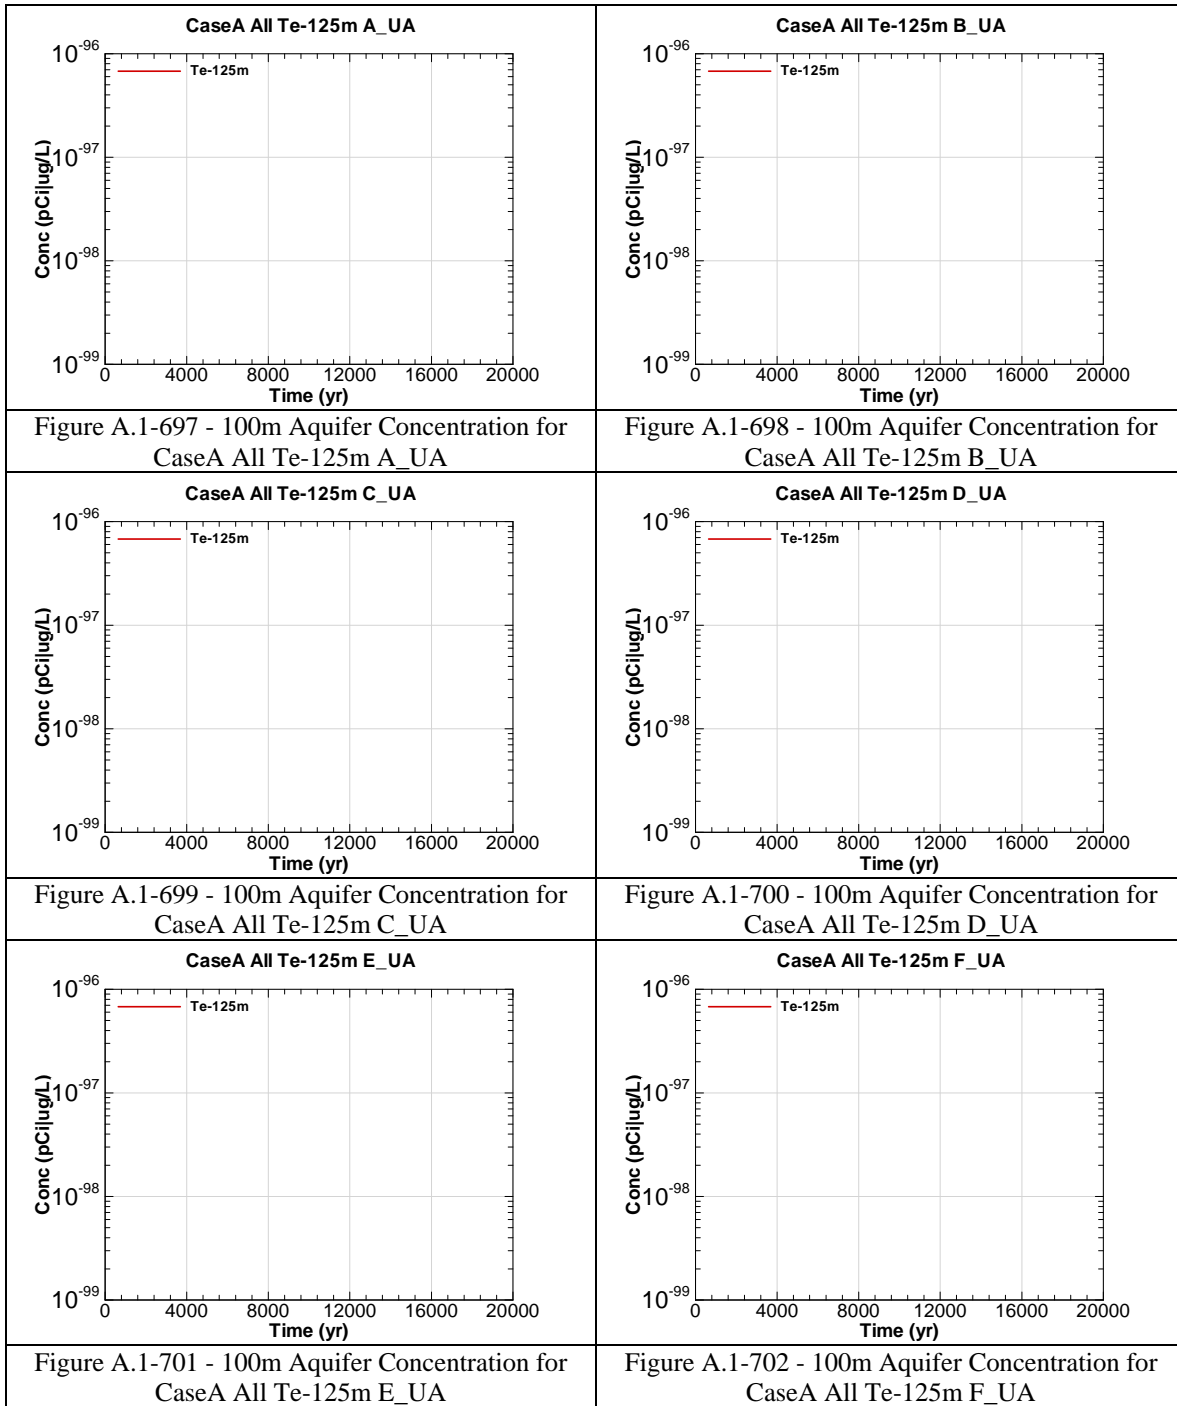 CaseA All Te-125m A_UA
10^-96
Te-125m
10^-97
10^-98
10^-99
Conc (pCi|ug/L)
0 4000 8000 12000 16000 20000
Time (yr)
Figure A.1-697 - 100m Aquifer Concentration for
CaseA All Te-125m A_UA
CaseA All Te-125m B_UA
10^-96
Te-125m
10^-97
10^-98
10^-99
Conc (pCi|ug/L)
0 4000 8000 12000 16000 20000
Time (yr)
Figure A.1-698 - 100m Aquifer Concentration for
CaseA All Te-125m B_UA
CaseA All Te-125m C_UA
10^-96
Te-125m
10^-97
10^-98
10^-99
Conc (pCi|ug/L)
0 4000 8000 12000 16000 20000
Time (yr)
Figure A.1-699 - 100m Aquifer Concentration for
CaseA All Te-125m C_UA
CaseA All Te-125m D_UA
10^-96
Te-125m
10^-97
10^-98
10^-99
Conc (pCi|ug/L)
0 4000 8000 12000 16000 20000
Time (yr)
Figure A.1-700 - 100m Aquifer Concentration for
CaseA All Te-125m D_UA
CaseA All Te-125m E_UA
10^-96
Te-125m
10^-97
10^-98
10^-99
Conc (pCi|ug/L)
0 4000 8000 12000 16000 20000
Time (yr)
Figure A.1-701 - 100m Aquifer Concentration for
CaseA All Te-125m E_UA
CaseA All Te-125m F_UA
10^-96
Te-125m
10^-97
10^-98
10^-99
Conc (pCi|ug/L)
0 4000 8000 12000 16000 20000
Time (yr)
Figure A.1-702 - 100m Aquifer Concentration for
CaseA All Te-125m F_UA